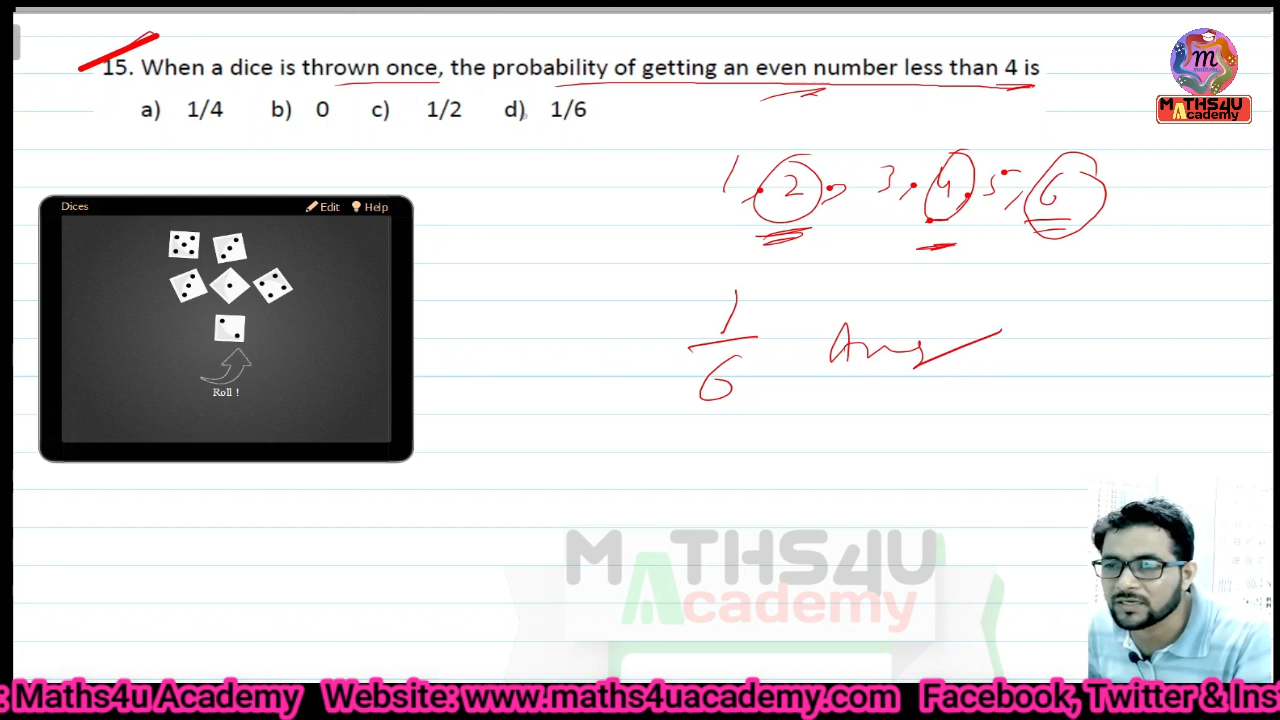 15. When a dice is thrown once, the probability of getting an even number less than 4 is
a) 1/4 b) 0 c) 1/2 d) 1/6
m
MATHS4U
Academy
1, 2, 3, 4, 5, 6
Dices Edit Help
1/6 Ans
Roll !
MATHS4U
Academy
: Maths4u Academy Website: www.maths4uacademy.com Facebook, Twitter & Ins